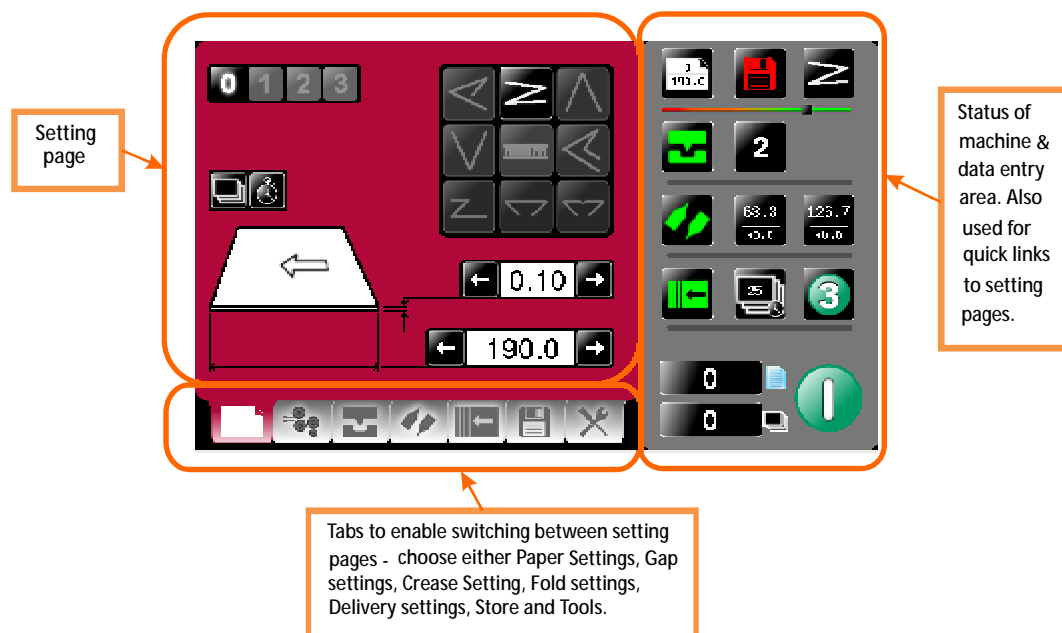 Setting
page
0 1 2 3
0.10
190.0
2
68.3 125.7
25 3
0
0
Status of
machine &
data entry
area. Also
used for
quick links
to setting
pages.
Tabs to enable switching between setting
pages - choose either Paper Settings, Gap
settings, Crease Setting, Fold settings,
Delivery settings, Store and Tools.